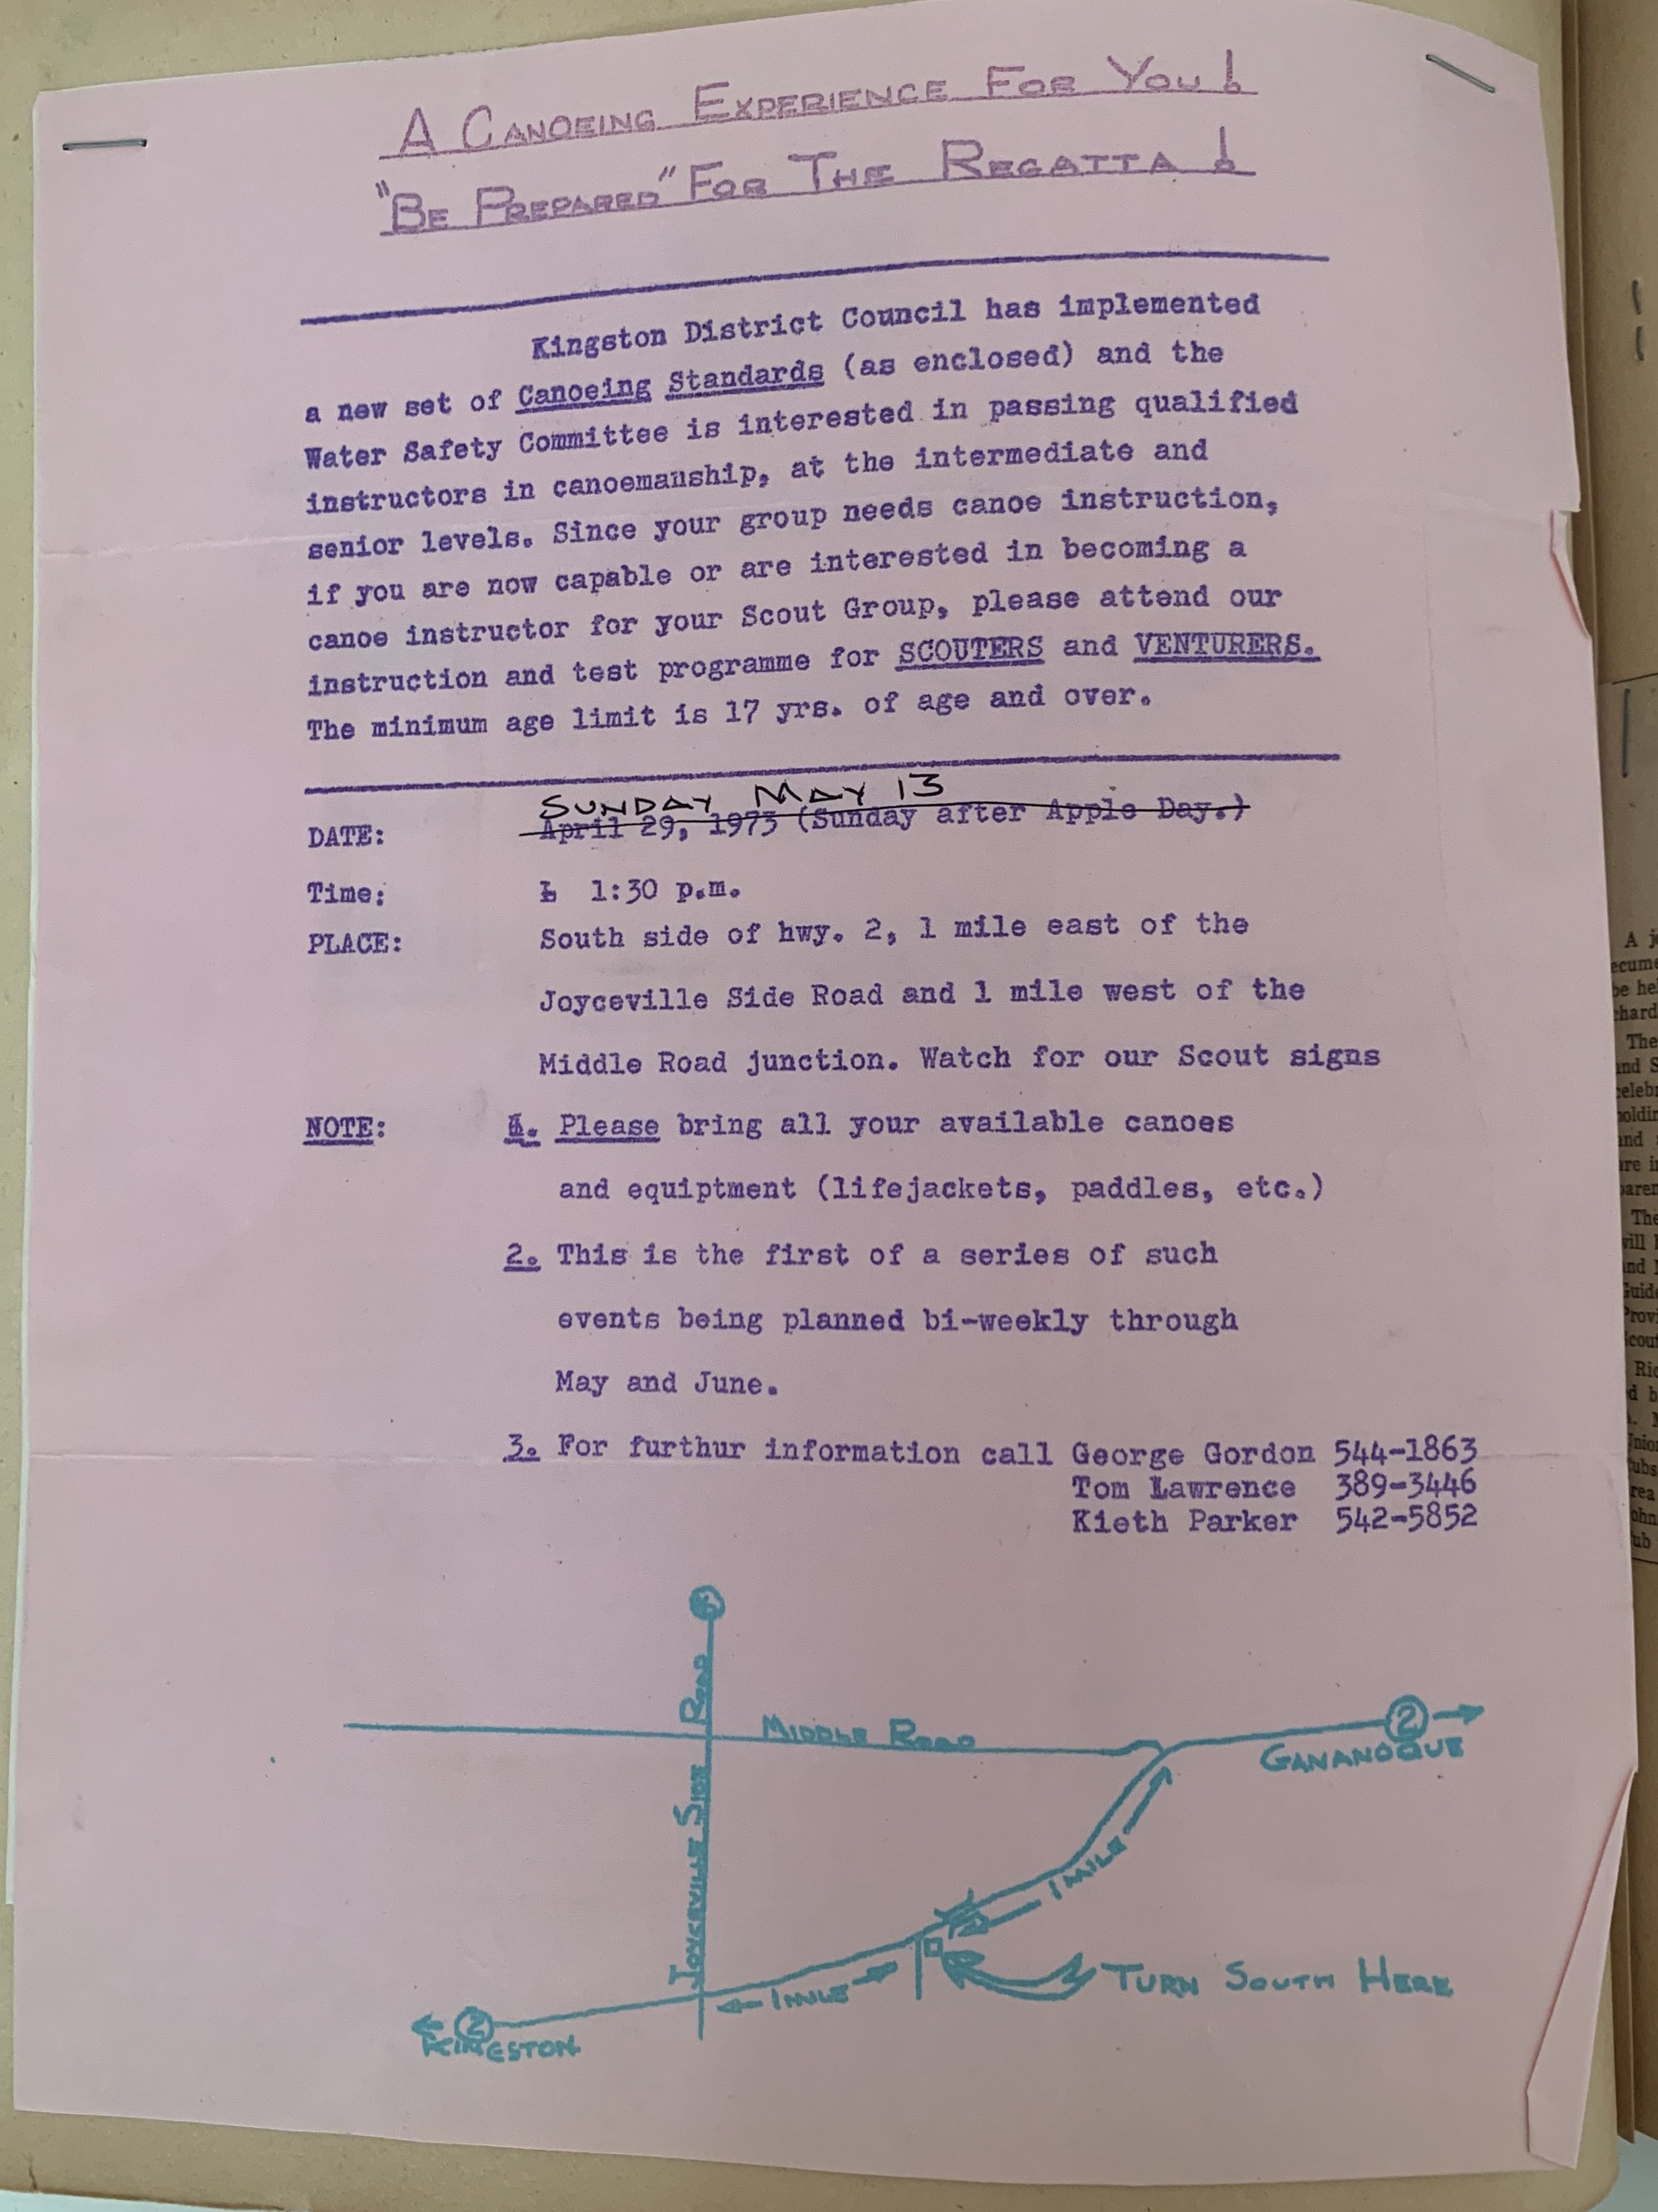 A CANOEING EXPERIENCE FOR YOU!
"BE PREPARED" FOR THE REGATTA!
Kingston District Council has implemented
a new set of Canoeing Standards (as enclosed) and the
Water Safety Committee is interested in passing qualified
instructors in canoemanship, at the intermediate and
senior levels. Since your group needs canoe instruction,
if you are now capable or are interested in becoming a
canoe instructor for your Scout Group, please attend our
instruction and test programme for SCOUTERS and VENTURERS.
The minimum age limit is 17 yrs. of age and over.
SUNDAY MAY 13
DATE: April 29, 1973 (Sunday after Apple Day.)
Time: 1:30 p.m.
PLACE: South side of hwy. 2, 1 mile east of the
Joyceville Side Road and 1 mile west of the
Middle Road junction. Watch for our Scout signs
NOTE: 1. Please bring all your available canoes
and equiptment (lifejackets, paddles, etc.)
2. This is the first of a series of such
events being planned bi-weekly through
May and June.
3. For furthur information call George Gordon 544-1863
Tom Lawrence 389-3446
Kieth Parker 542-5852
JOYCEVILLE SIDE ROAD
MIDDLE ROAD
2
GANANOQUE
1 MILE
1 MILE
TURN SOUTH HERE
2
KINGSTON